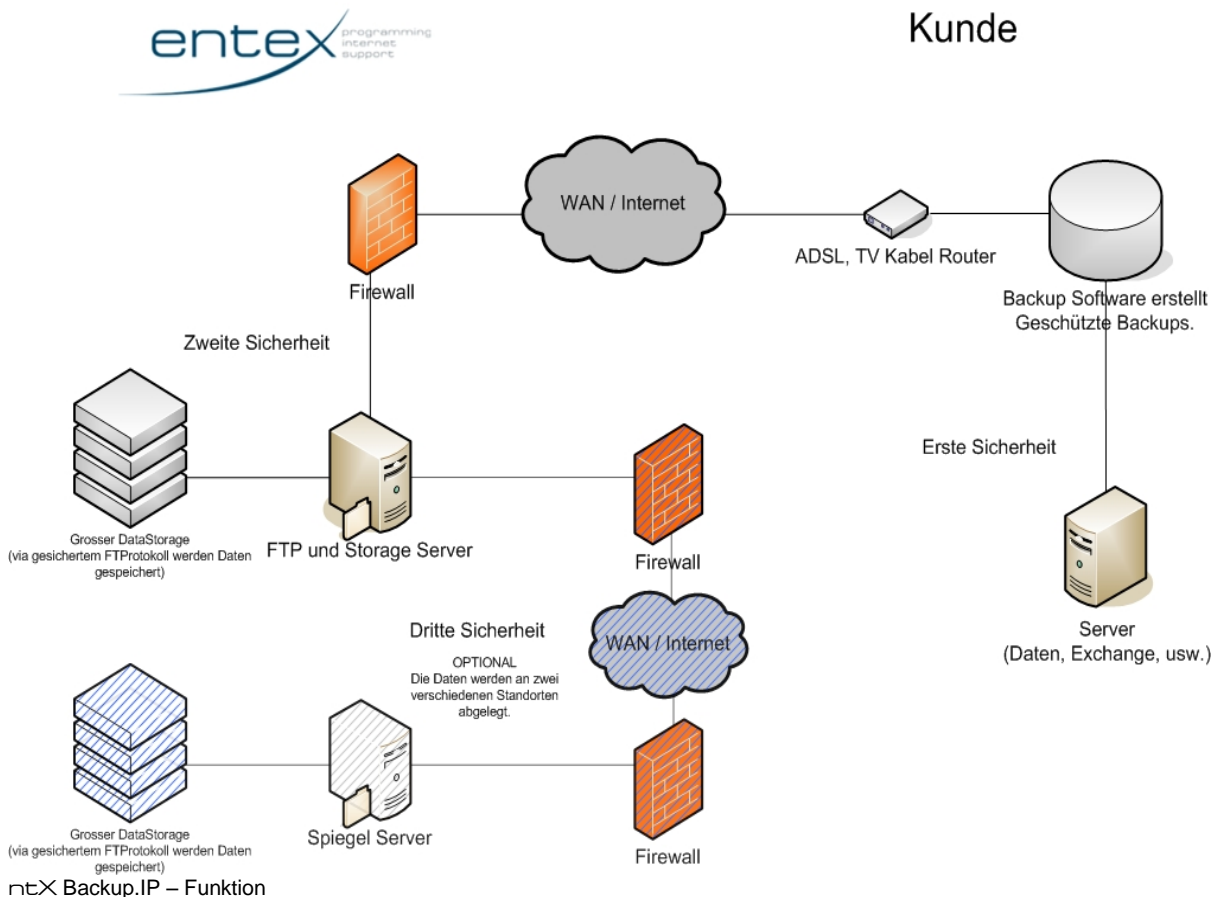 entex
programming
internet
support
Kunde
WAN / Internet
ADSL, TV Kabel Router
Firewall
Backup Software erstellt
Geschützte Backups.
Zweite Sicherheit
Erste Sicherheit
Grosser DataStorage
(via gesichertem FTProtokoll werden Daten
gespeichert)
FTP und Storage Server
Firewall
Dritte Sicherheit
OPTIONAL
Die Daten werden an zwei
verschiedenen Standorten
abgelegt.
WAN / Internet
Server
(Daten, Exchange, usw.)
Grosser DataStorage
(via gesichertem FTProtokoll werden Daten
gespeichert)
Spiegel Server
Firewall
ntX Backup.IP – Funktion